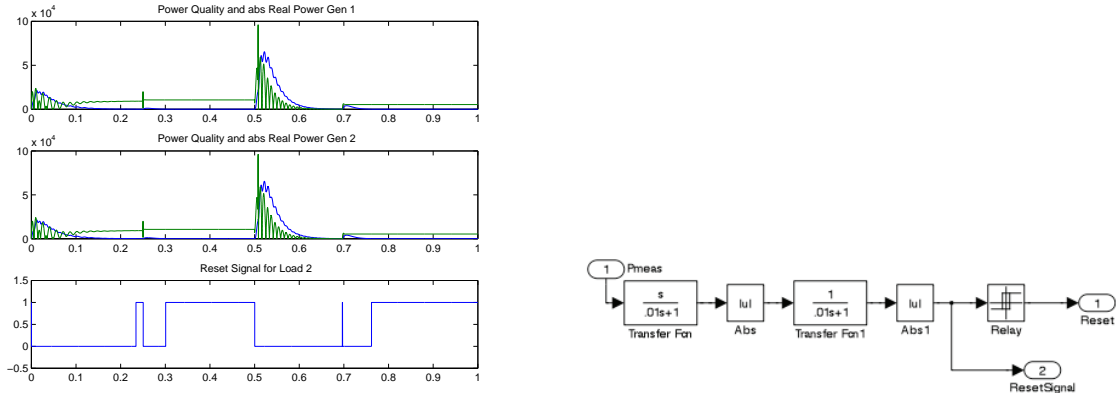 Power Quality and abs Real Power Gen 1
x 10^4
10
5
0
0 0.1 0.2 0.3 0.4 0.5 0.6 0.7 0.8 0.9 1
Power Quality and abs Real Power Gen 2
x 10^4
10
5
0
0 0.1 0.2 0.3 0.4 0.5 0.6 0.7 0.8 0.9 1
Reset Signal for Load 2
1.5
1
0.5
0
−0.5
0 0.1 0.2 0.3 0.4 0.5 0.6 0.7 0.8 0.9 1
1
Pmeas
s
.01s+1
Transfer Fcn
|u|
Abs
1
.01s+1
Transfer Fcn1
|u|
Abs1
Relay
1
Reset
2
ResetSignal